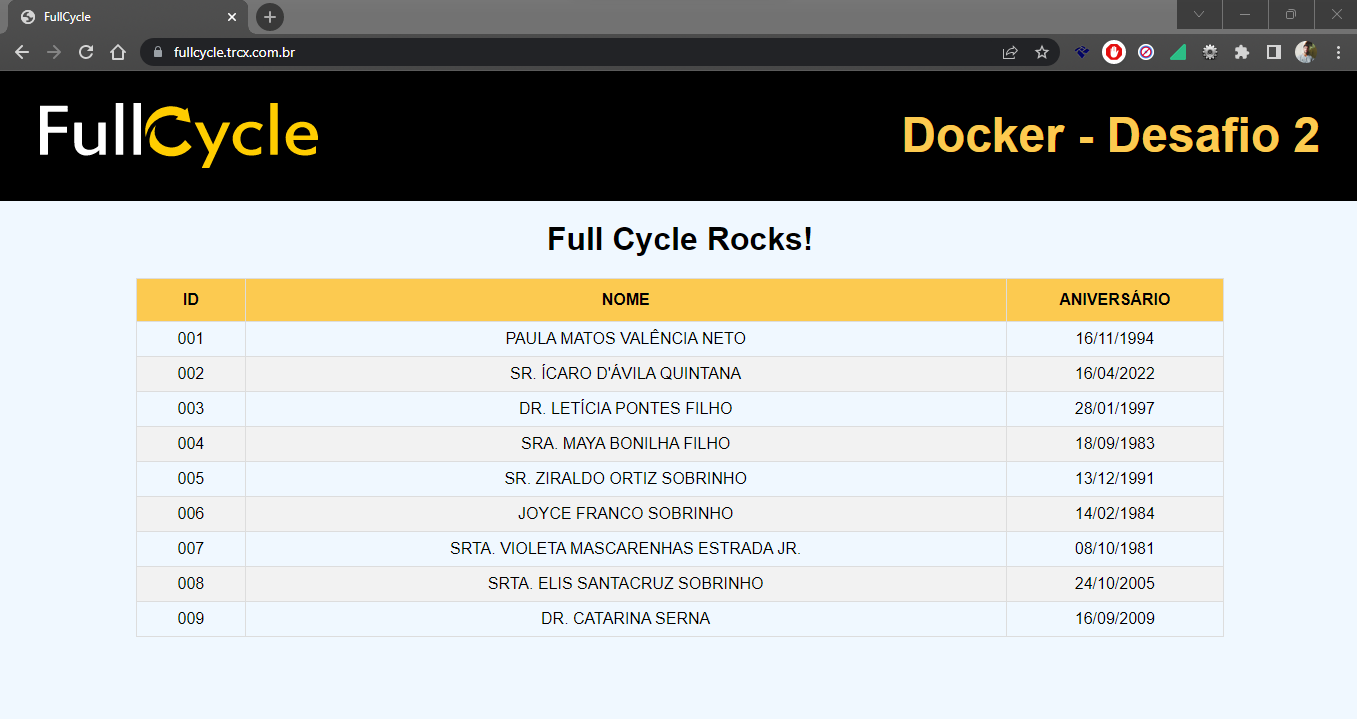 FullCycle
fullcycle.trcx.com.br
FullCycle
Docker - Desafio 2
Full Cycle Rocks!
ID NOME ANIVERSÁRIO
001 PAULA MATOS VALÊNCIA NETO 16/11/1994
002 SR. ÍCARO D'ÁVILA QUINTANA 16/04/2022
003 DR. LETÍCIA PONTES FILHO 28/01/1997
004 SRA. MAYA BONILHA FILHO 18/09/1983
005 SR. ZIRALDO ORTIZ SOBRINHO 13/12/1991
006 JOYCE FRANCO SOBRINHO 14/02/1984
007 SRTA. VIOLETA MASCARENHAS ESTRADA JR. 08/10/1981
008 SRTA. ELIS SANTACRUZ SOBRINHO 24/10/2005
009 DR. CATARINA SERNA 16/09/2009